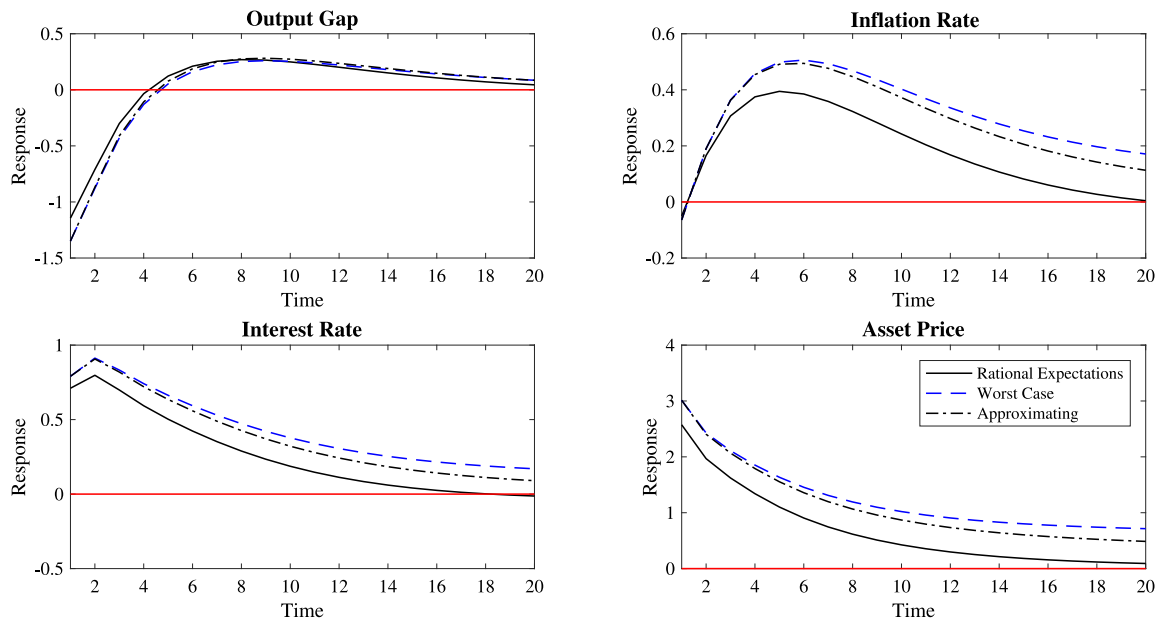 Output Gap
0.5
0
-0.5
-1
-1.5
Response
2 4 6 8 10 12 14 16 18 20
Time
Inflation Rate
0.6
0.4
0.2
0
-0.2
Response
2 4 6 8 10 12 14 16 18 20
Time
Interest Rate
1
0.5
0
-0.5
Response
2 4 6 8 10 12 14 16 18 20
Time
Asset Price
4
3
2
1
0
Response
Rational Expectations
Worst Case
Approximating
2 4 6 8 10 12 14 16 18 20
Time